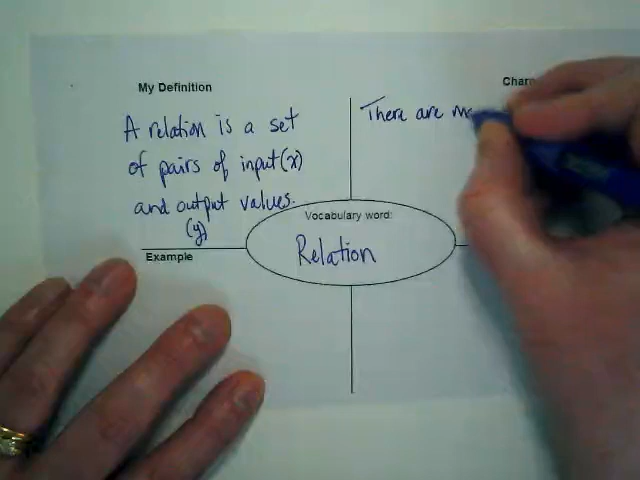 My Definition
A relation is a set
of pairs of input (x)
and output values.
(y)
There are
Vocabulary word:
Relation
Example